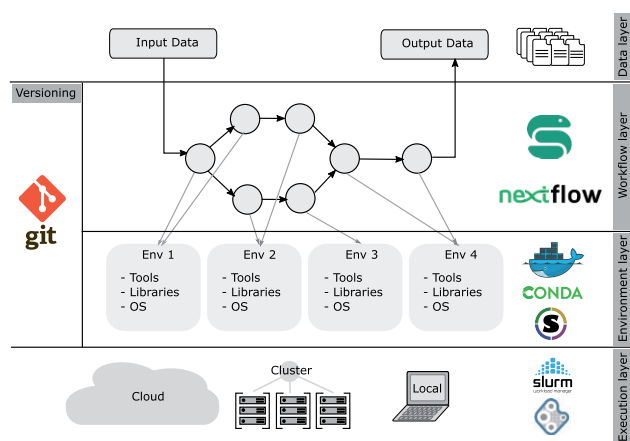 Input Data
Output Data
Data layer
Versioning
git
Workflow layer
nextflow
Env 1
- Tools
- Libraries
- OS
Env 2
- Tools
- Libraries
- OS
Env 3
- Tools
- Libraries
- OS
Env 4
- Tools
- Libraries
- OS
CONDA
S
Environment layer
Cloud
Cluster
Local
slurm
workload manager
Execution layer